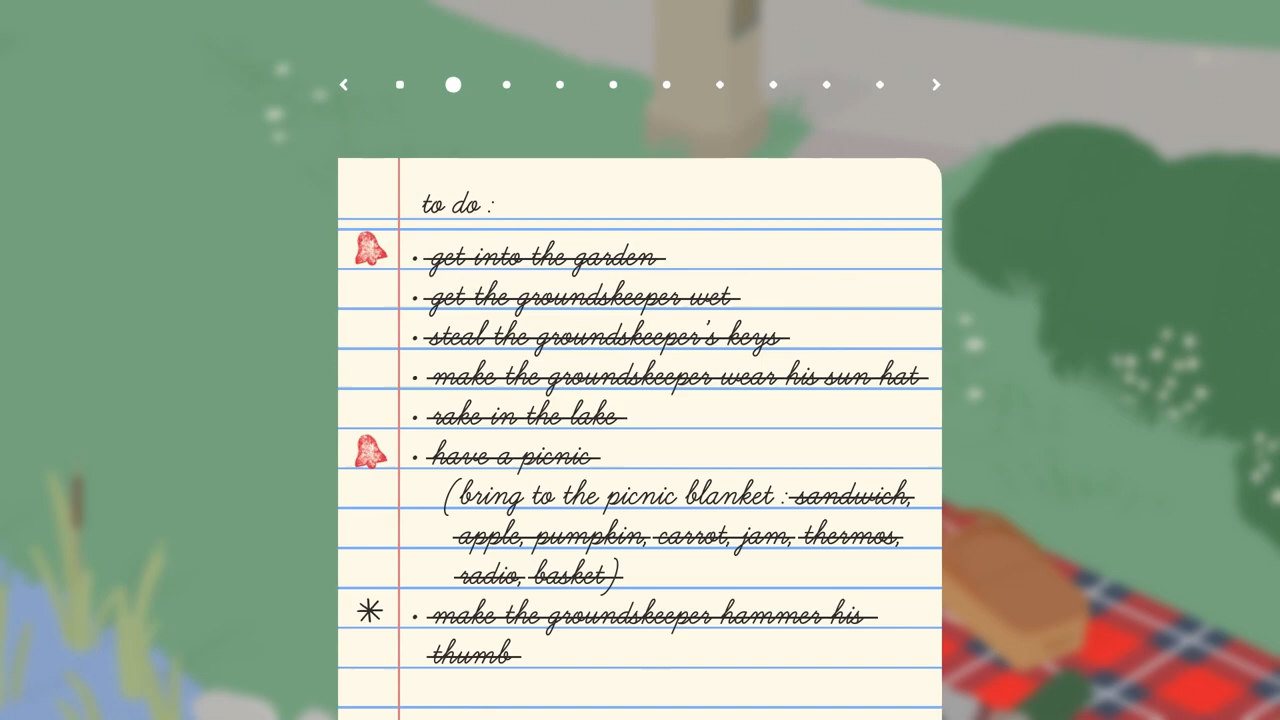 to do :
• get into the garden
• get the groundskeeper wet
• steal the groundskeeper's keys
• make the groundskeeper wear his sun hat
• rake in the lake
• have a picnic
(bring to the picnic blanket : sandwich,
apple, pumpkin, carrot, jam, thermos,
radio, basket)
• make the groundskeeper hammer his
thumb